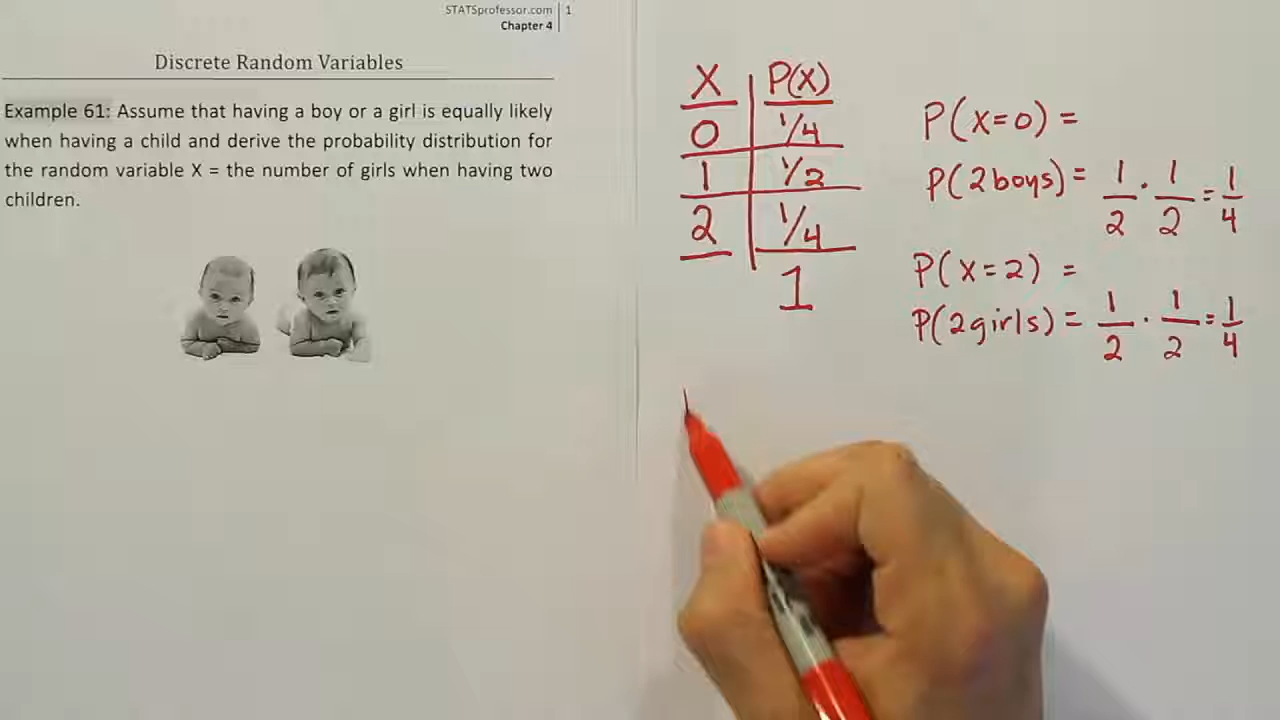 STATSprofessor.com 1
Chapter 4
Discrete Random Variables
Example 61: Assume that having a boy or a girl is equally likely
when having a child and derive the probability distribution for
the random variable X = the number of girls when having two
children.
X P(X)
0 1/4
1 1/2
2 1/4
1
P(x=0) =
P(2boys) = 1/2 · 1/2 = 1/4
P(x=2) =
P(2girls) = 1/2 · 1/2 = 1/4